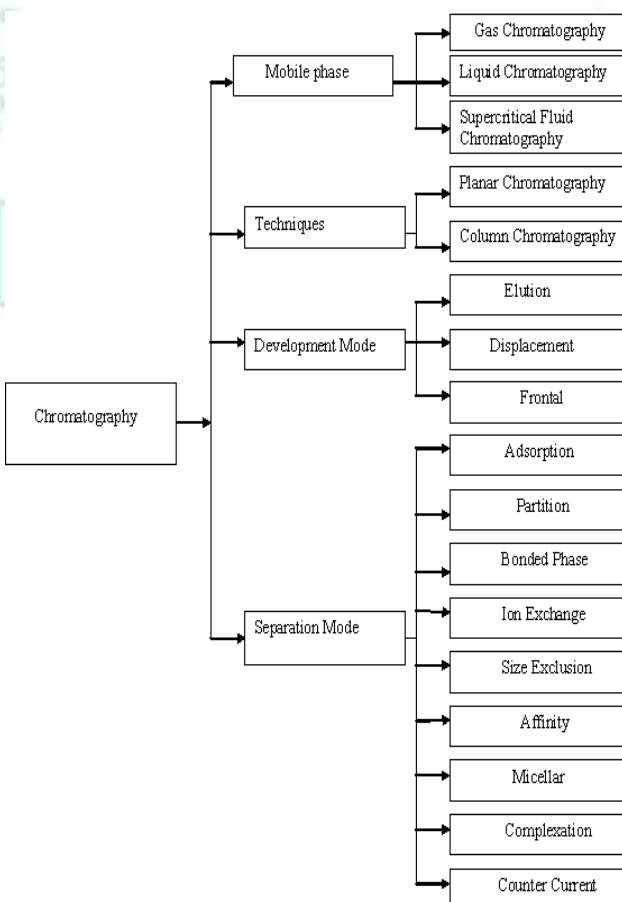 Gas Chromatography
Mobile phase
Liquid Chromatography
Supercritical Fluid
Chromatography
Planar Chromatography
Techniques
Column Chromatography
Elution
Development Mode
Displacement
Frontal
Chromatography
Adsorption
Partition
Bonded Phase
Ion Exchange
Separation Mode
Size Exclusion
Affinity
Micellar
Complexation
Counter Current